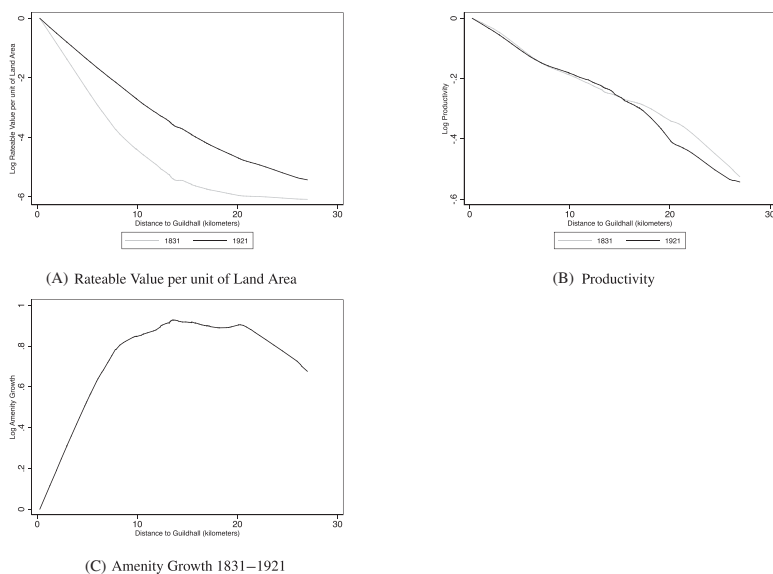 Log Rateable Value per unit of Land Area
0
-2
-4
-6
0 10 20 30
Distance to Guildhall (kilometers)
1831 1921
(A) Rateable Value per unit of Land Area
Log Productivity
0
-.2
-.4
-.6
0 10 20 30
Distance to Guildhall (kilometers)
1831 1921
(B) Productivity
Log Amenity Growth
1
.8
.6
.4
.2
0
0 10 20 30
Distance to Guildhall (kilometers)
(C) Amenity Growth 1831–1921